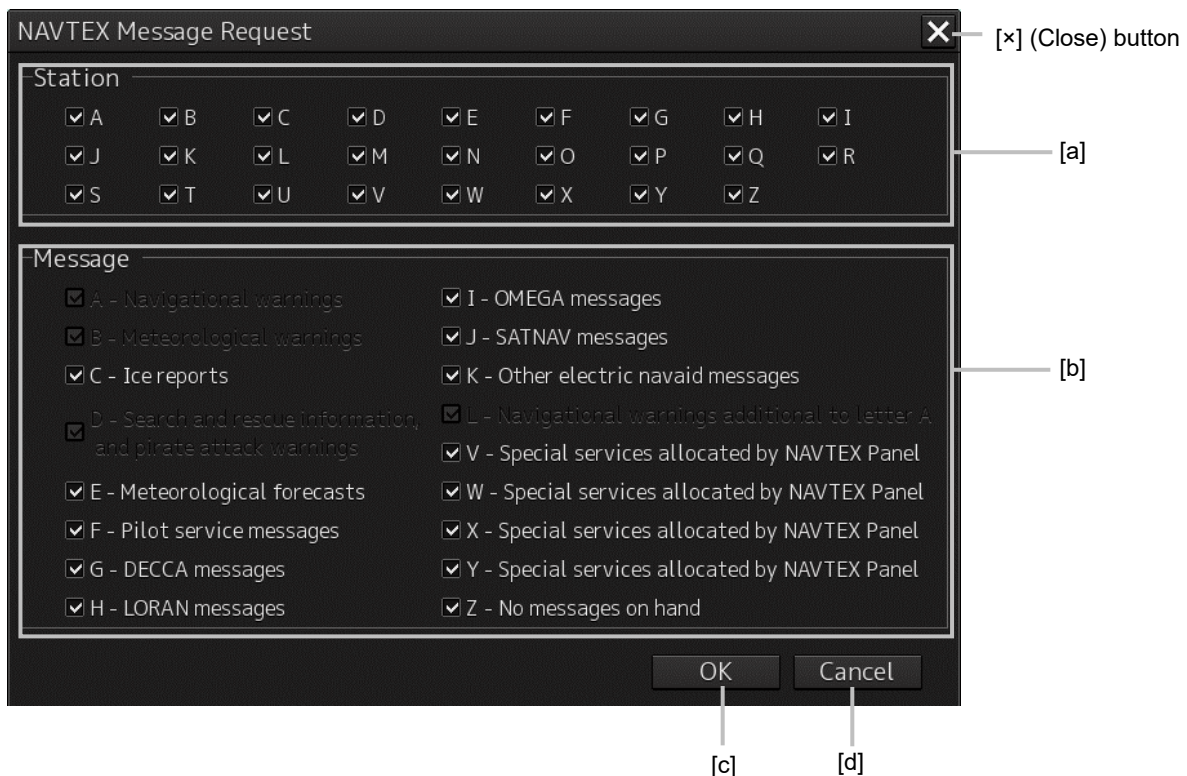 NAVTEX Message Request
[×] (Close) button
Station
A B C D E F G H I
[a]
J K L M N O P Q R
S T U V W X Y Z
Message
A - Navigational warnings
B - Meteorological warnings
C - Ice reports
D - Search and rescue information,
and pirate attack warnings
E - Meteorological forecasts
F - Pilot service messages
G - DECCA messages
H - LORAN messages
I - OMEGA messages
J - SATNAV messages
K - Other electric navaid messages
L - Navigational warnings additional to letter A
V - Special services allocated by NAVTEX Panel
W - Special services allocated by NAVTEX Panel
X - Special services allocated by NAVTEX Panel
Y - Special services allocated by NAVTEX Panel
Z - No messages on hand
[b]
OK Cancel
[c] [d]